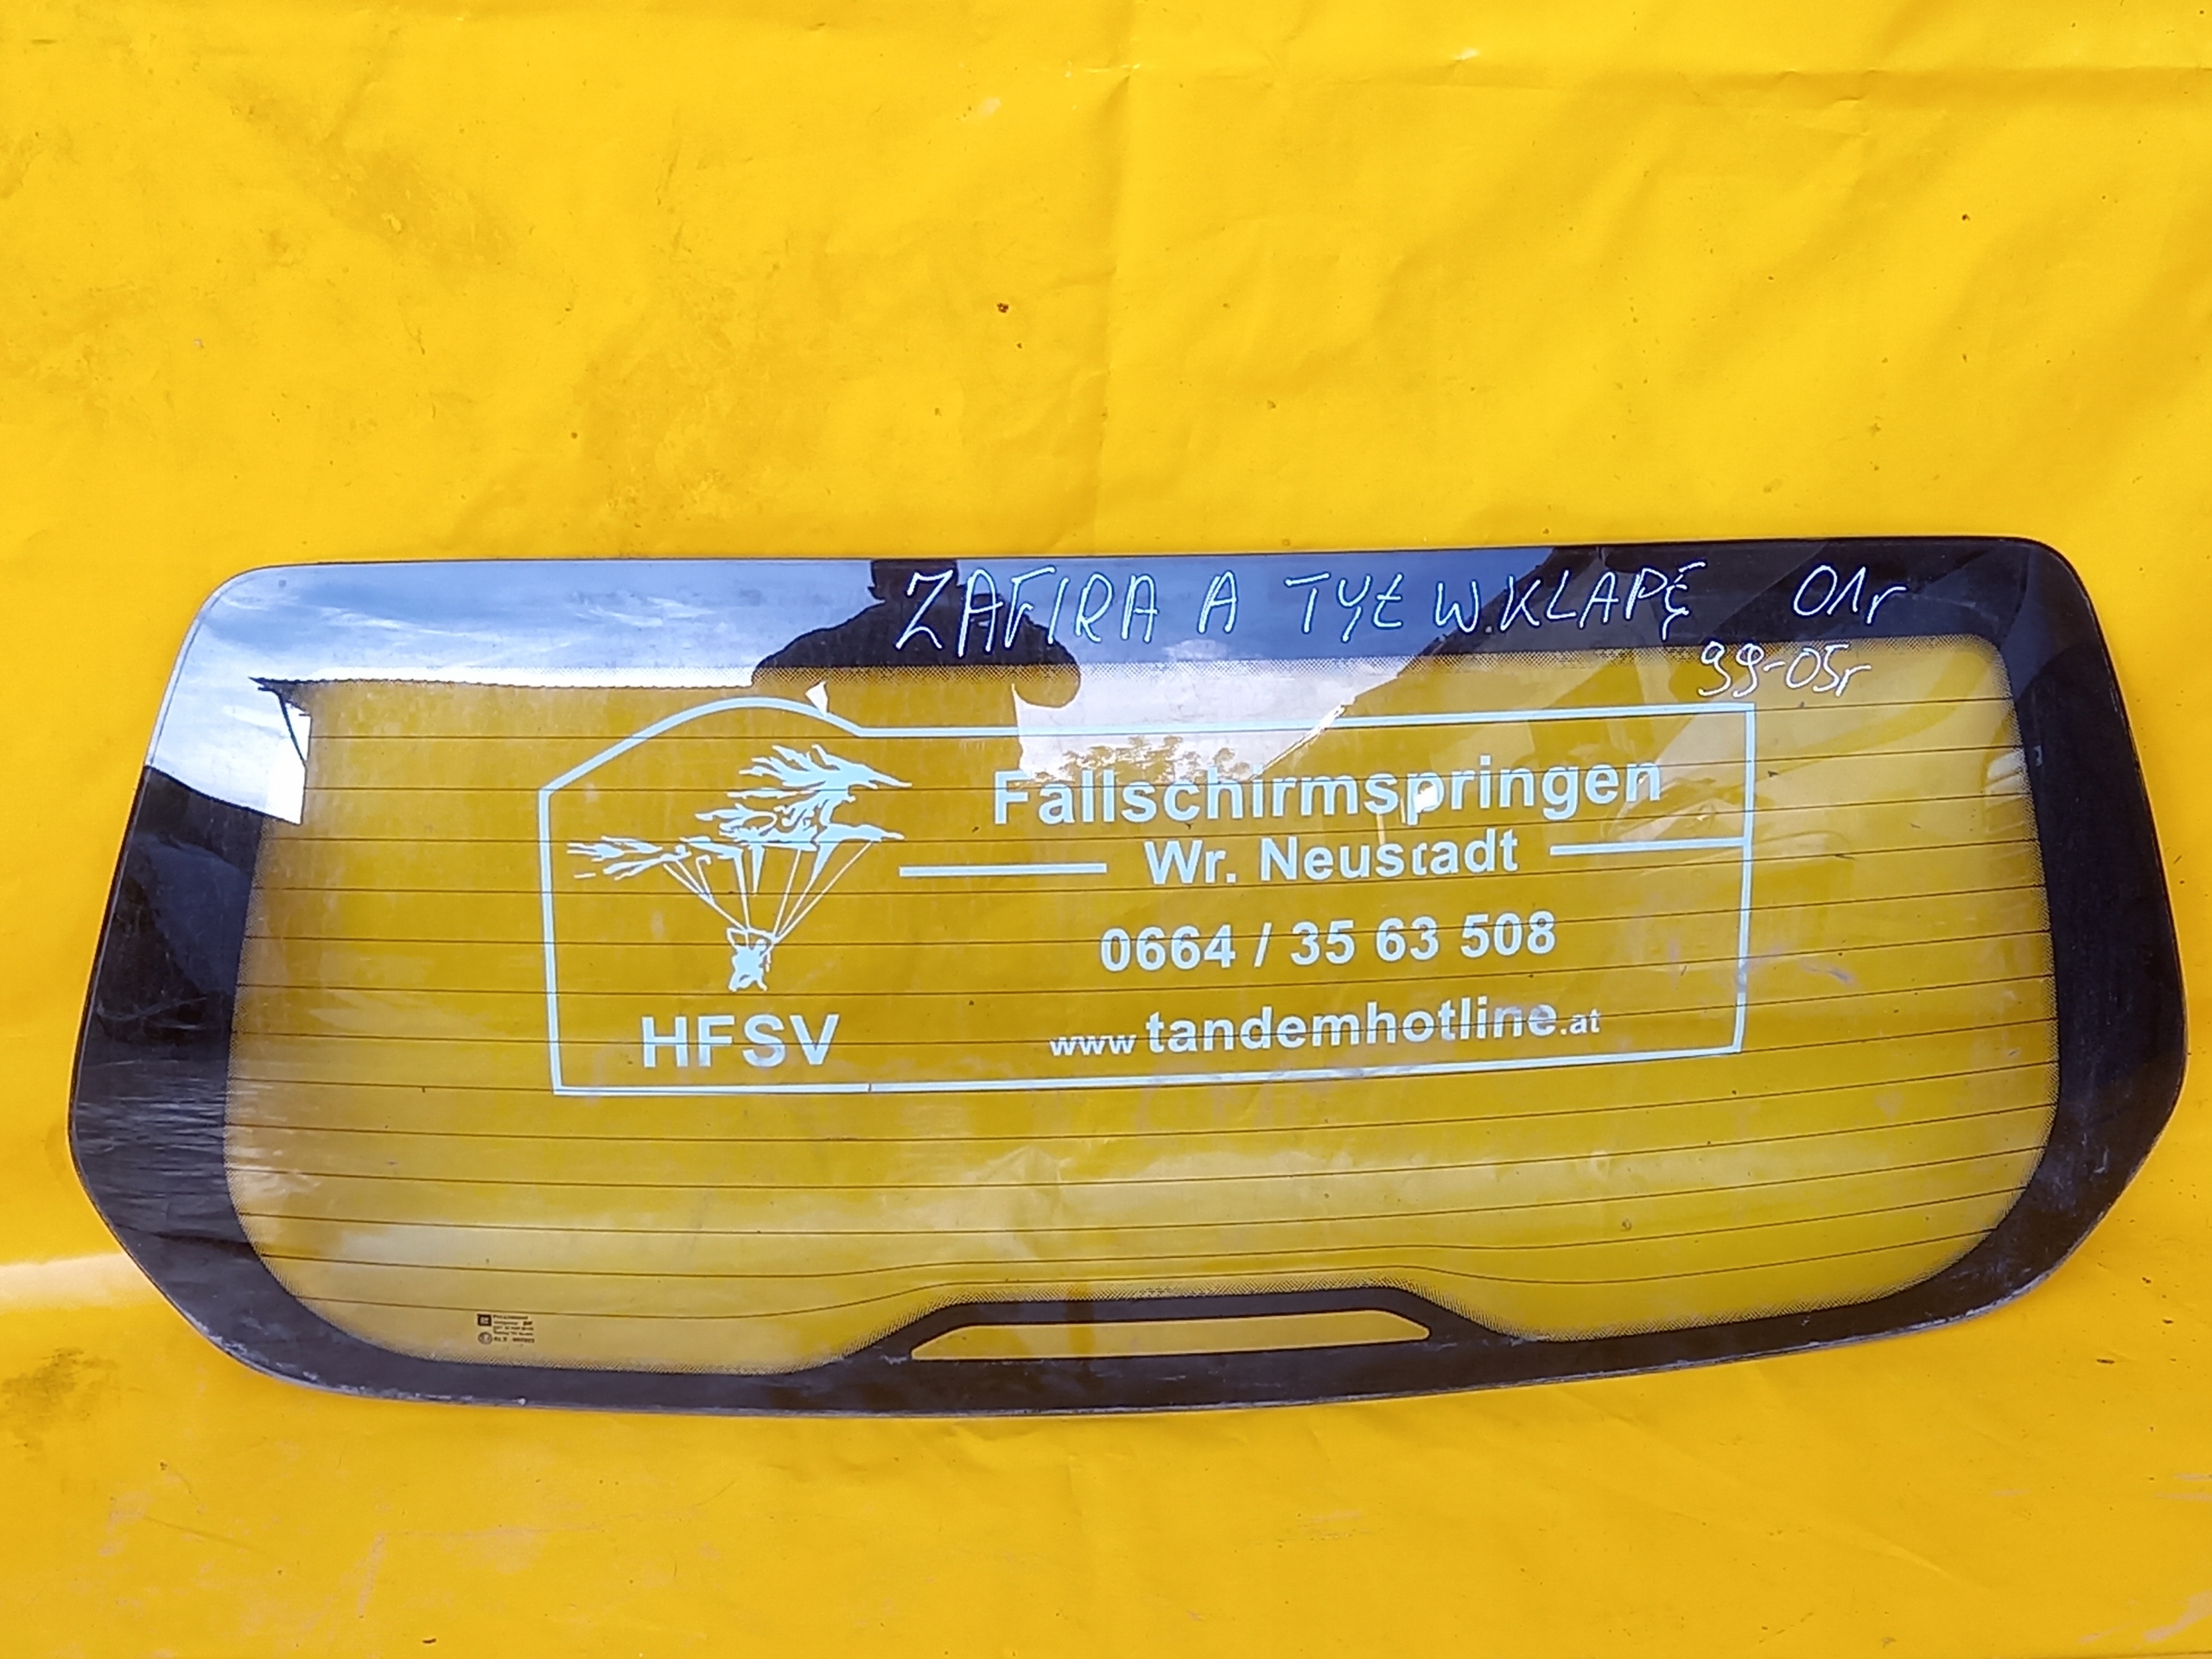 ZAFIRA A TYŁ W KLAPĘ 01r
99-05r
Fallschirmspringen
Wr. Neustadt
0664 / 35 63 508
HFSV
www.tandemhotline.at